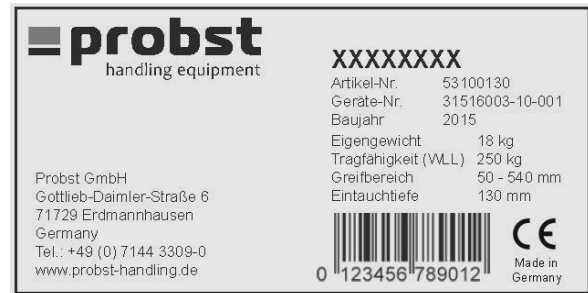 probst
handling equipment
Probst GmbH
Gottlieb-Daimler-Straße 6
71729 Erdmannhausen
Germany
Tel.: +49 (0) 7144 3309-0
www.probst-handling.de
XXXXXXXX
Artikel-Nr. 53100130
Geräte-Nr. 31516003-10-001
Baujahr 2015
Eigengewicht 18 kg
Tragfähigkeit (WLL) 250 kg
Greifbereich 50 - 540 mm
Eintauchtiefe 130 mm
0 123456 789012
CE
Made in
Germany